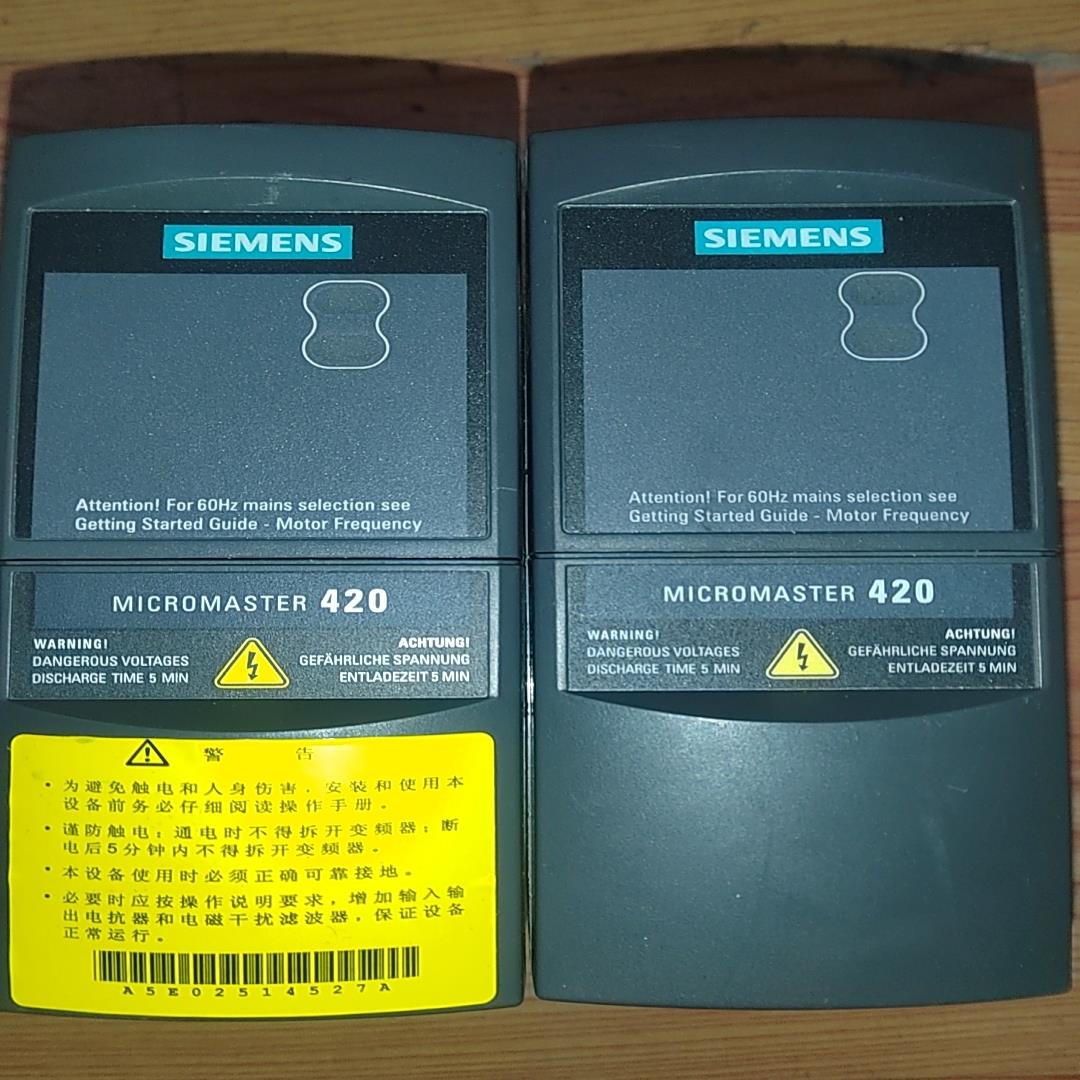 SIEMENS
Attention! For 60Hz mains selection see
Getting Started Guide - Motor Frequency
MICROMASTER 420
WARNING!
DANGEROUS VOLTAGES
DISCHARGE TIME 5 MIN
ACHTUNG!
GEFÄHRLICHE SPANNUNG
ENTLADEZEIT 5 MIN
警 告
• 为避免触电和人身伤害，安装和使用本
设备前务必仔细阅读操作手册。
• 谨防触电：通电时不得拆开变频器；断
电后5分钟内不得拆开变频器。
• 本设备使用时必须正确可靠接地。
• 必要时应按操作说明要求，增加输入输
出电抗器和电磁干扰滤波器，保证设备
正常运行。
A5E02514527A
SIEMENS
Attention! For 60Hz mains selection see
Getting Started Guide - Motor Frequency
MICROMASTER 420
WARNING!
DANGEROUS VOLTAGES
DISCHARGE TIME 5 MIN
ACHTUNG!
GEFÄHRLICHE SPANNUNG
ENTLADEZEIT 5 MIN